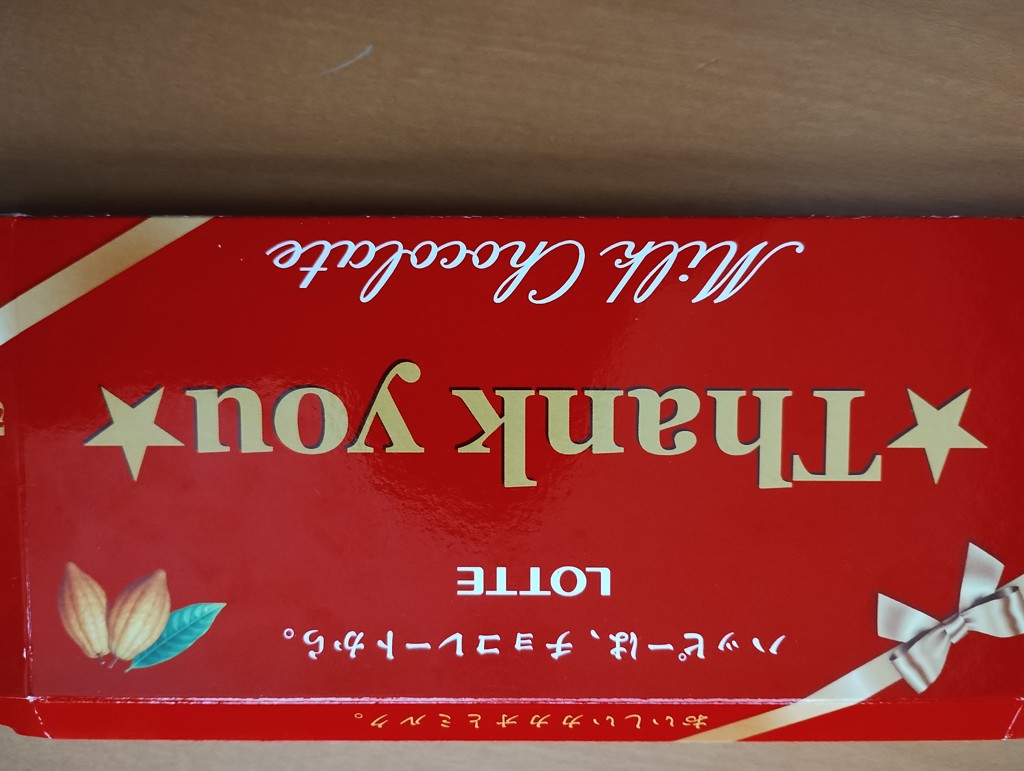 おいしいカカオとミルク。
ハッピーは、チョコレートから。
LOTTE
★Thank you★
Milk Chocolate